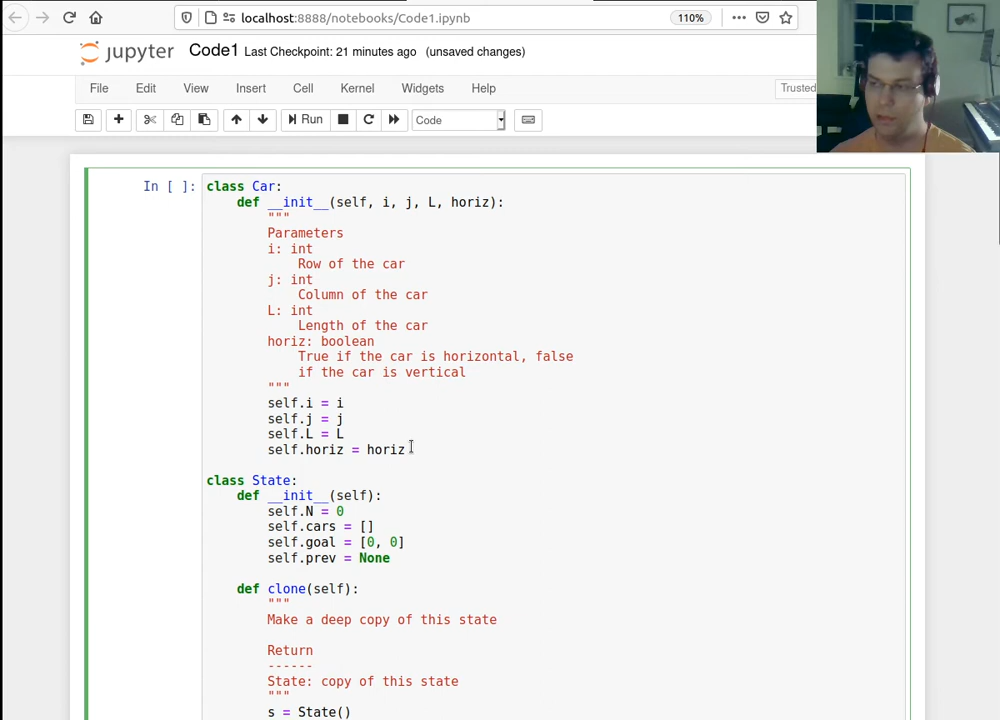 localhost:8888/notebooks/Code1.ipynb
110%
jupyter Code1 Last Checkpoint: 21 minutes ago (unsaved changes)
File Edit View Insert Cell Kernel Widgets Help
Trusted
Run
Code
In [ ]:
class Car:
    def __init__(self, i, j, L, horiz):
        """
        Parameters
        i: int
            Row of the car
        j: int
            Column of the car
        L: int
            Length of the car
        horiz: boolean
            True if the car is horizontal, false
            if the car is vertical
        """
        self.i = i
        self.j = j
        self.L = L
        self.horiz = horiz
class State:
    def __init__(self):
        self.N = 0
        self.cars = []
        self.goal = [0, 0]
        self.prev = None
    def clone(self):
        """
        Make a deep copy of this state
        Return
        ------
        State: copy of this state
        """
        s = State()